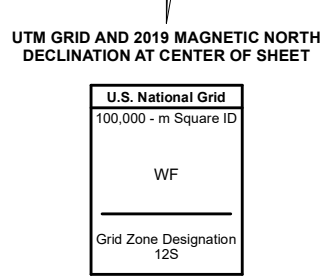 UTM GRID AND 2019 MAGNETIC NORTH
DECLINATION AT CENTER OF SHEET
U.S. National Grid
100,000 - m Square ID
WF
Grid Zone Designation
12S